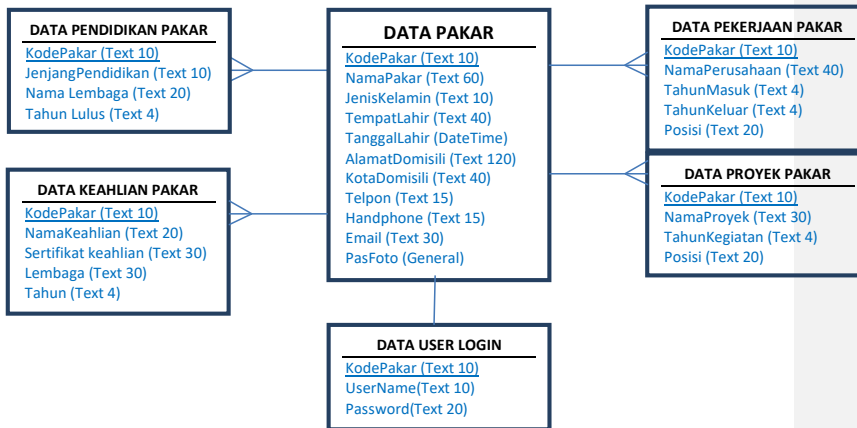 DATA PENDIDIKAN PAKAR
KodePakar (Text 10)
JenjangPendidikan (Text 10)
Nama Lembaga (Text 20)
Tahun Lulus (Text 4)
DATA KEAHLIAN PAKAR
KodePakar (Text 10)
NamaKeahlian (Text 20)
Sertifikat keahlian (Text 30)
Lembaga (Text 30)
Tahun (Text 4)
DATA PAKAR
KodePakar (Text 10)
NamaPakar (Text 60)
JenisKelamin (Text 10)
TempatLahir (Text 40)
TanggalLahir (DateTime)
AlamatDomisili (Text 120)
KotaDomisili (Text 40)
Telpon (Text 15)
Handphone (Text 15)
Email (Text 30)
PasFoto (General)
DATA USER LOGIN
KodePakar (Text 10)
UserName(Text 10)
Password(Text 20)
DATA PEKERJAAN PAKAR
KodePakar (Text 10)
NamaPerusahaan (Text 40)
TahunMasuk (Text 4)
TahunKeluar (Text 4)
Posisi (Text 20)
DATA PROYEK PAKAR
KodePakar (Text 10)
NamaProyek (Text 30)
TahunKegiatan (Text 4)
Posisi (Text 20)